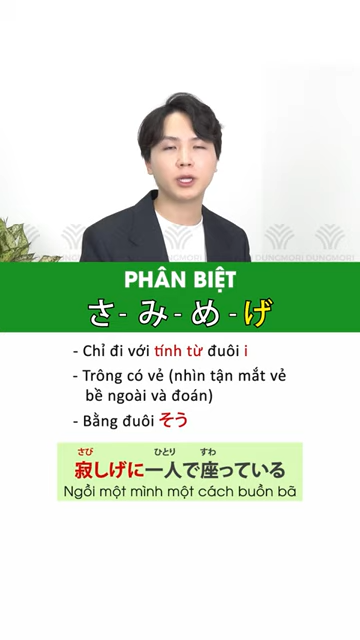 DUNGMORI DUNGMORI
PHÂN BIỆT
さ - み - め - げ
- Chỉ đi với tính từ đuôi i
- Trông có vẻ (nhìn tận mắt vẻ
bề ngoài và đoán)
- Bằng đuôi そう
さび ひとり すわ
寂しげに一人で座っている
Ngồi một mình một cách buồn bã